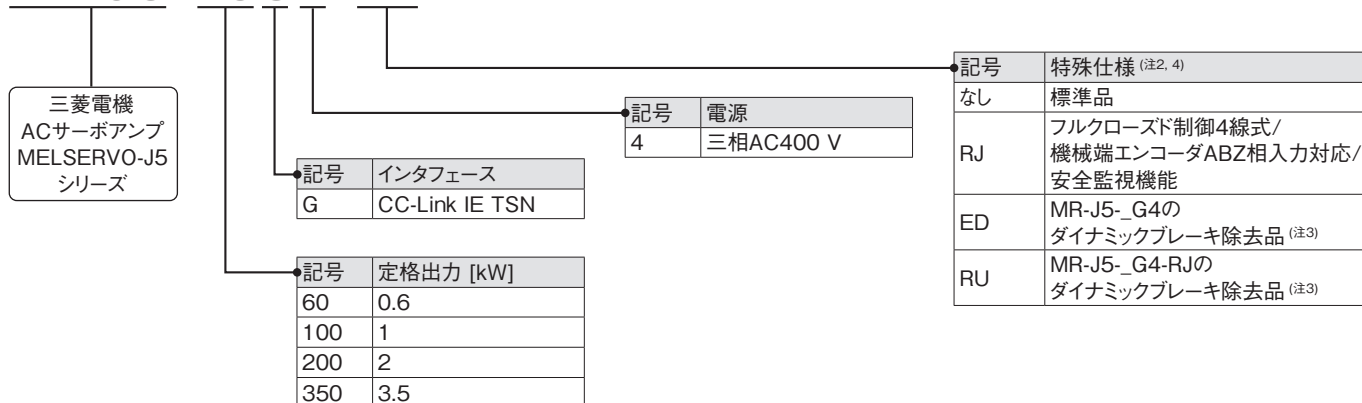 三菱電機
ACサーボアンプ
MELSERVO-J5
シリーズ
記号 インタフェース
G CC-Link IE TSN
記号 定格出力 [kW]
60 0.6
100 1
200 2
350 3.5
記号 電源
4 三相AC400 V
記号 特殊仕様 (注2, 4)
なし 標準品
RJ フルクローズド制御4線式/
機械端エンコーダABZ相入力対応/
安全監視機能
ED MR-J5-_G4の
ダイナミックブレーキ除去品 (注3)
RU MR-J5-_G4-RJの
ダイナミックブレーキ除去品 (注3)